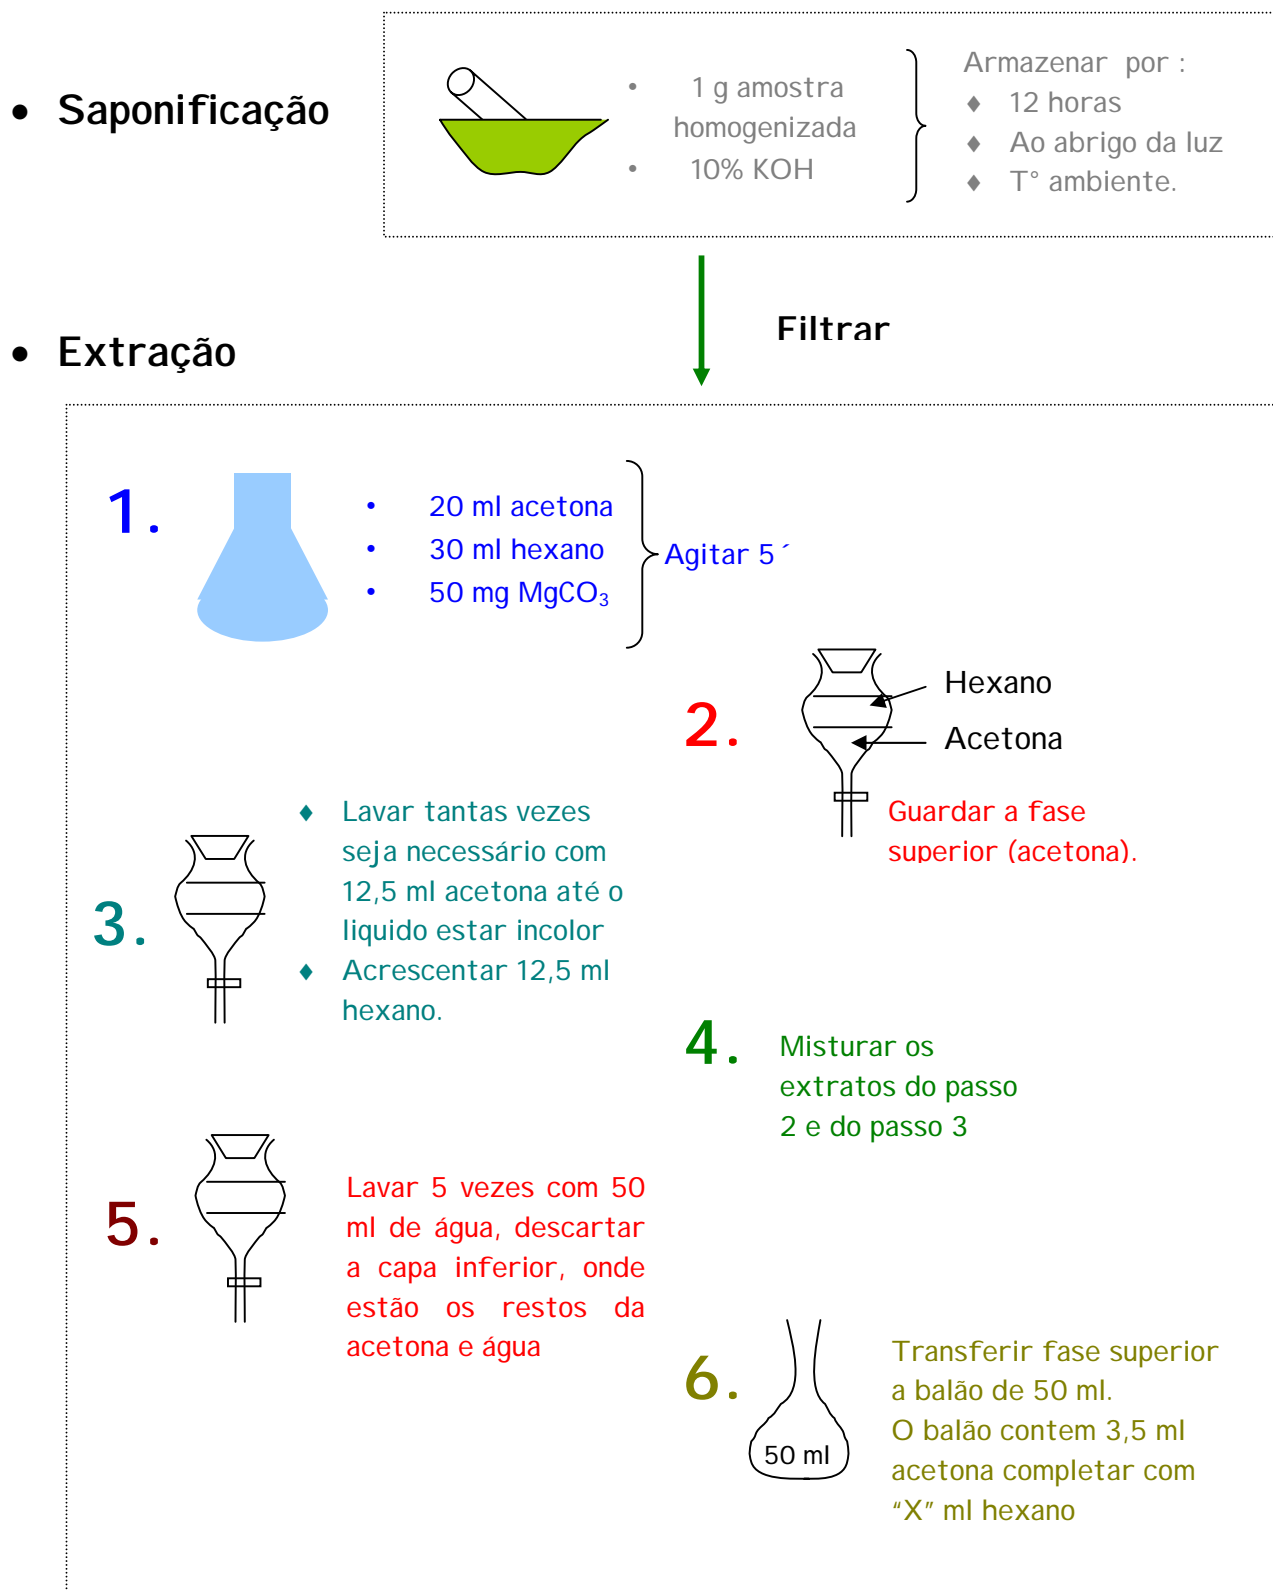 • Saponificação
• 1 g amostra
homogenizada
• 10% KOH
Armazenar por :
♦ 12 horas
♦ Ao abrigo da luz
♦ T° ambiente.
Filtrar
• Extração
1.
• 20 ml acetona
• 30 ml hexano
• 50 mg MgCO₃
Agitar 5´
2.
Hexano
Acetona
Guardar a fase
superior (acetona).
3.
♦ Lavar tantas vezes
seja necessário com
12,5 ml acetona até o
liquido estar incolor
♦ Acrescentar 12,5 ml
hexano.
4.
Misturar os
extratos do passo
2 e do passo 3
5.
Lavar 5 vezes com 50
ml de água, descartar
a capa inferior, onde
estão os restos da
acetona e água
6.
50 ml
Transferir fase superior
a balão de 50 ml.
O balão contem 3,5 ml
acetona completar com
“X” ml hexano